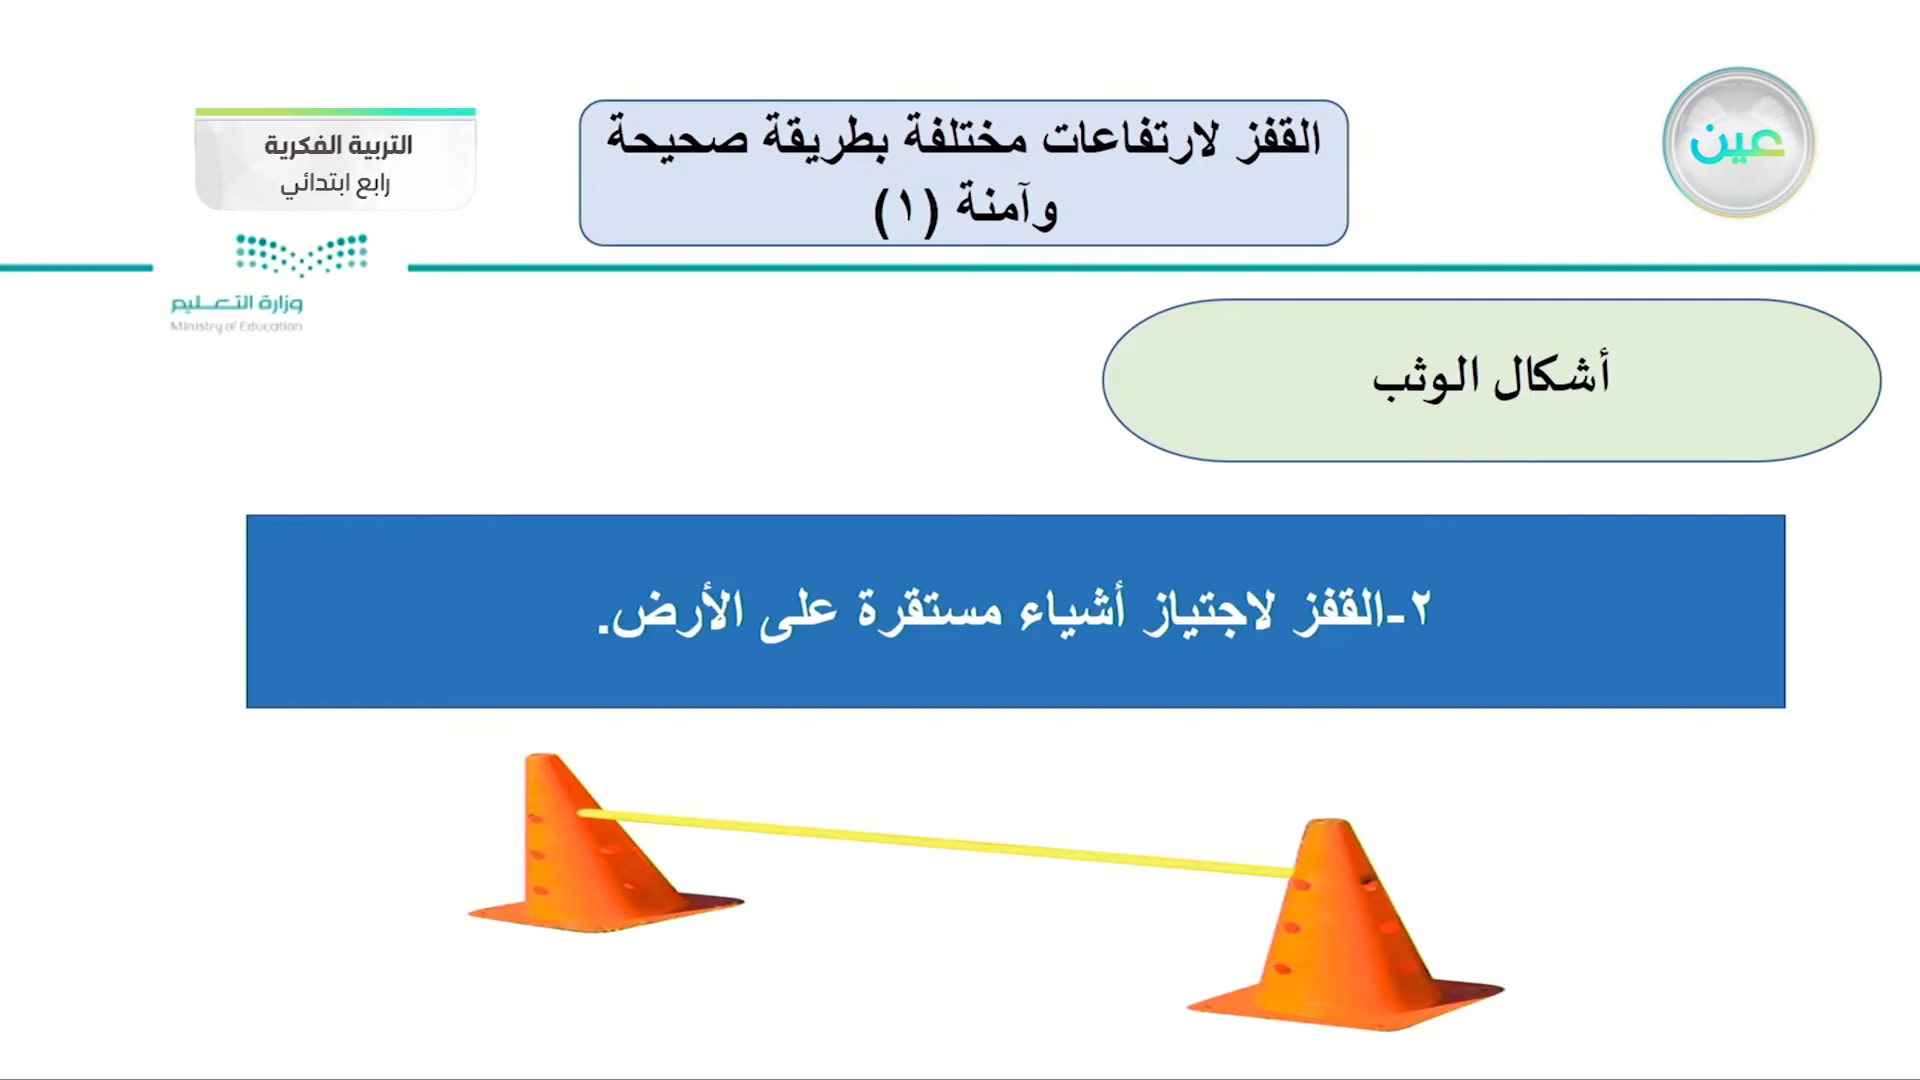 عين
القفز لارتفاعات مختلفة بطريقة صحيحة
وآمنة (١)
التربية الفكرية
رابع ابتدائي
وزارة التعليم
Ministry of Education
أشكال الوثب
٢-القفز لاجتياز أشياء مستقرة على الأرض.